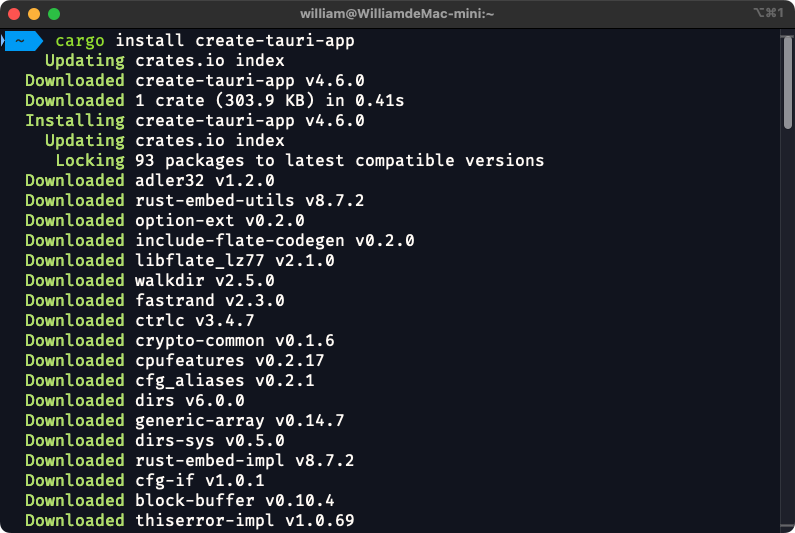 william@WilliamdeMac-mini:~
⌥⌘1
~ cargo install create-tauri-app
Updating crates.io index
Downloaded create-tauri-app v4.6.0
Downloaded 1 crate (303.9 KB) in 0.41s
Installing create-tauri-app v4.6.0
Updating crates.io index
Locking 93 packages to latest compatible versions
Downloaded adler32 v1.2.0
Downloaded rust-embed-utils v8.7.2
Downloaded option-ext v0.2.0
Downloaded include-flate-codegen v0.2.0
Downloaded libflate_lz77 v2.1.0
Downloaded walkdir v2.5.0
Downloaded fastrand v2.3.0
Downloaded ctrlc v3.4.7
Downloaded crypto-common v0.1.6
Downloaded cpufeatures v0.2.17
Downloaded cfg_aliases v0.2.1
Downloaded dirs v6.0.0
Downloaded generic-array v0.14.7
Downloaded dirs-sys v0.5.0
Downloaded rust-embed-impl v8.7.2
Downloaded cfg-if v1.0.1
Downloaded block-buffer v0.10.4
Downloaded thiserror-impl v1.0.69